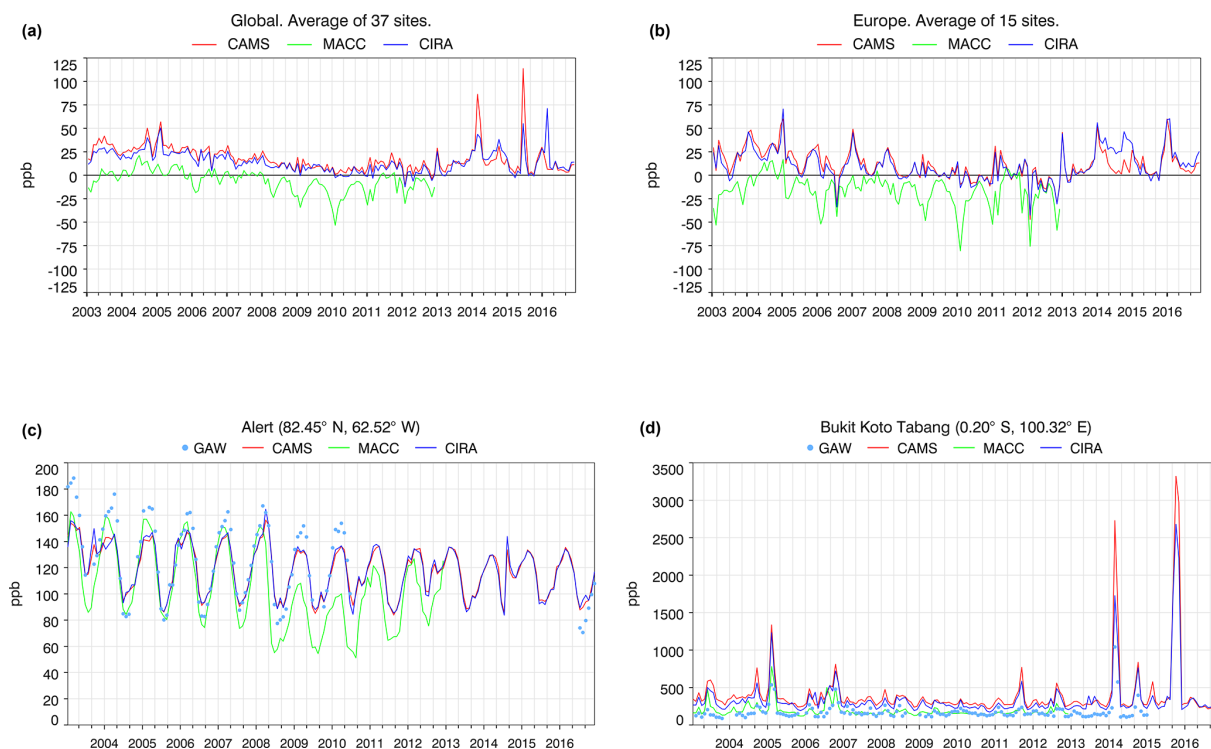 (a)
Global. Average of 37 sites.
CAMS MACC CIRA
125
100
75
50
25
0
-25
-50
-75
-100
-125
ppb
2003 2004 2005 2006 2007 2008 2009 2010 2011 2012 2013 2014 2015 2016
(b)
Europe. Average of 15 sites.
CAMS MACC CIRA
125
100
75
50
25
0
-25
-50
-75
-100
-125
ppb
2003 2004 2005 2006 2007 2008 2009 2010 2011 2012 2013 2014 2015 2016
(c)
Alert (82.45° N, 62.52° W)
GAW CAMS MACC CIRA
200
180
160
140
120
100
80
60
40
20
0
ppb
2004 2005 2006 2007 2008 2009 2010 2011 2012 2013 2014 2015 2016
(d)
Bukit Koto Tabang (0.20° S, 100.32° E)
GAW CAMS MACC CIRA
3500
3000
2500
2000
1500
1000
500
0
ppb
2004 2005 2006 2007 2008 2009 2010 2011 2012 2013 2014 2015 2016